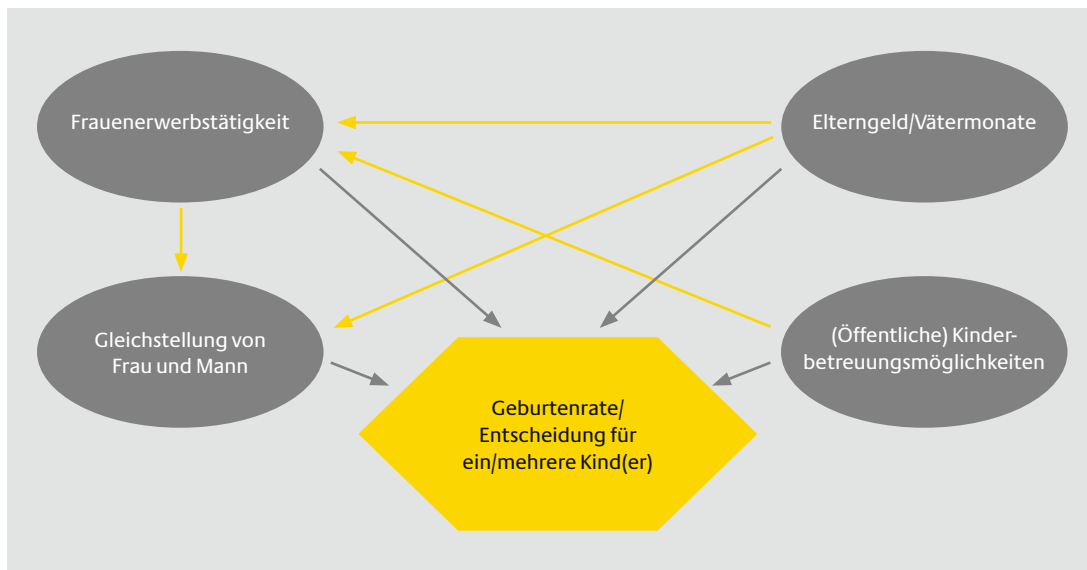 Frauenerwerbstätigkeit
Elterngeld/Vätermonate
Gleichstellung von
Frau und Mann
(Öffentliche) Kinder-
betreuungsmöglichkeiten
Geburtenrate/
Entscheidung für
ein/mehrere Kind(er)